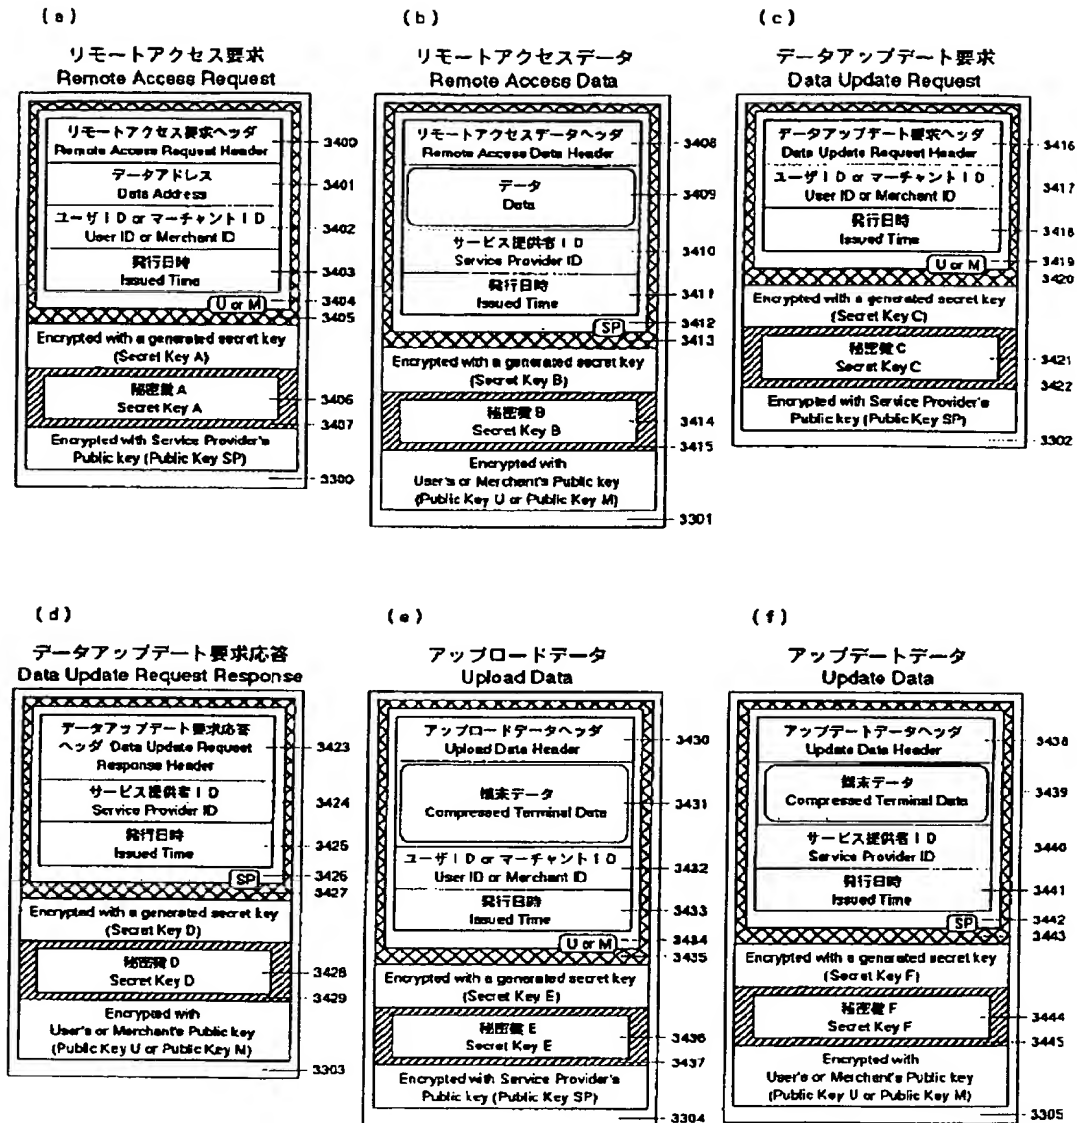 (a)
リモートアクセス要求
Remote Access Request
リモートアクセス要求ヘッダ
Remote Access Request Header
3400
データアドレス
Data Address
3401
ユーザID or マーチャントID
User ID or Merchant ID
3402
発行日時
Issued Time
3403
U or M
3404
3405
Encrypted with a generated secret key
(Secret Key A)
秘密鍵 A
Secret Key A
3406
3407
Encrypted with Service Provider's
Public key (Public Key SP)
3300
(b)
リモートアクセスデータ
Remote Access Data
リモートアクセスデータヘッダ
Remote Access Data Header
3408
データ
Data
3409
サービス提供者ID
Service Provider ID
3410
発行日時
Issued Time
3411
SP
3412
3413
Encrypted with a generated secret key
(Secret Key B)
秘密鍵 B
Secret Key B
3414
3415
Encrypted with
User's or Merchant's Public key
(Public Key U or Public Key M)
3301
(c)
データアップデート要求
Data Update Request
データアップデート要求ヘッダ
Data Update Request Header
3416
ユーザID or マーチャントID
User ID or Merchant ID
3417
発行日時
Issued Time
3418
U or M
3419
3420
Encrypted with a generated secret key
(Secret Key C)
秘密鍵 C
Secret Key C
3421
3422
Encrypted with Service Provider's
Public key (Public Key SP)
3302
(d)
データアップデート要求応答
Data Update Request Response
データアップデート要求応答
ヘッダ Data Update Request
Response Header
3423
サービス提供者ID
Service Provider ID
3424
発行日時
Issued Time
3425
SP
3426
3427
Encrypted with a generated secret key
(Secret Key D)
秘密鍵 D
Secret Key D
3428
3429
Encrypted with
User's or Merchant's Public key
(Public Key U or Public Key M)
3303
(e)
アップロードデータ
Upload Data
アップロードデータヘッダ
Upload Data Header
3430
端末データ
Compressed Terminal Data
3431
ユーザID or マーチャントID
User ID or Merchant ID
3432
発行日時
Issued Time
3433
U or M
3434
3435
Encrypted with a generated secret key
(Secret Key E)
秘密鍵 E
Secret Key E
3436
3437
Encrypted with Service Provider's
Public key (Public Key SP)
3304
(f)
アップデートデータ
Update Data
アップデートデータヘッダ
Update Data Header
3438
端末データ
Compressed Terminal Data
3439
サービス提供者ID
Service Provider ID
3440
発行日時
Issued Time
3441
SP
3442
3443
Encrypted with a generated secret key
(Secret Key F)
秘密鍵 F
Secret Key F
3444
3445
Encrypted with
User's or Merchant's Public key
(Public Key U or Public Key M)
3305